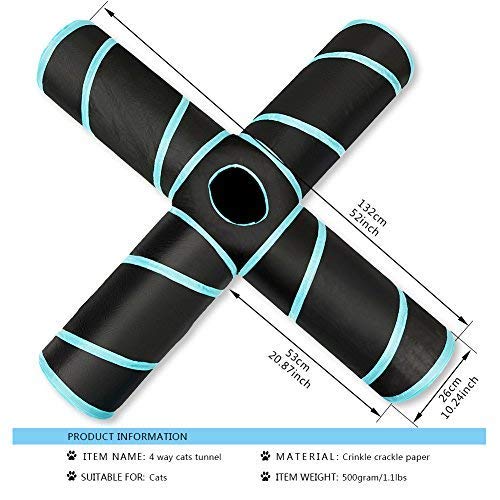 132cm
52inch
53cm
20.87inch
26cm
10.24inch
PRODUCT INFORMATION
ITEM NAME: 4 way cats tunnel
MATERIAL: Crinkle crackle paper
SUITABLE FOR: Cats
ITEM WEIGHT: 500gram/1.1lbs